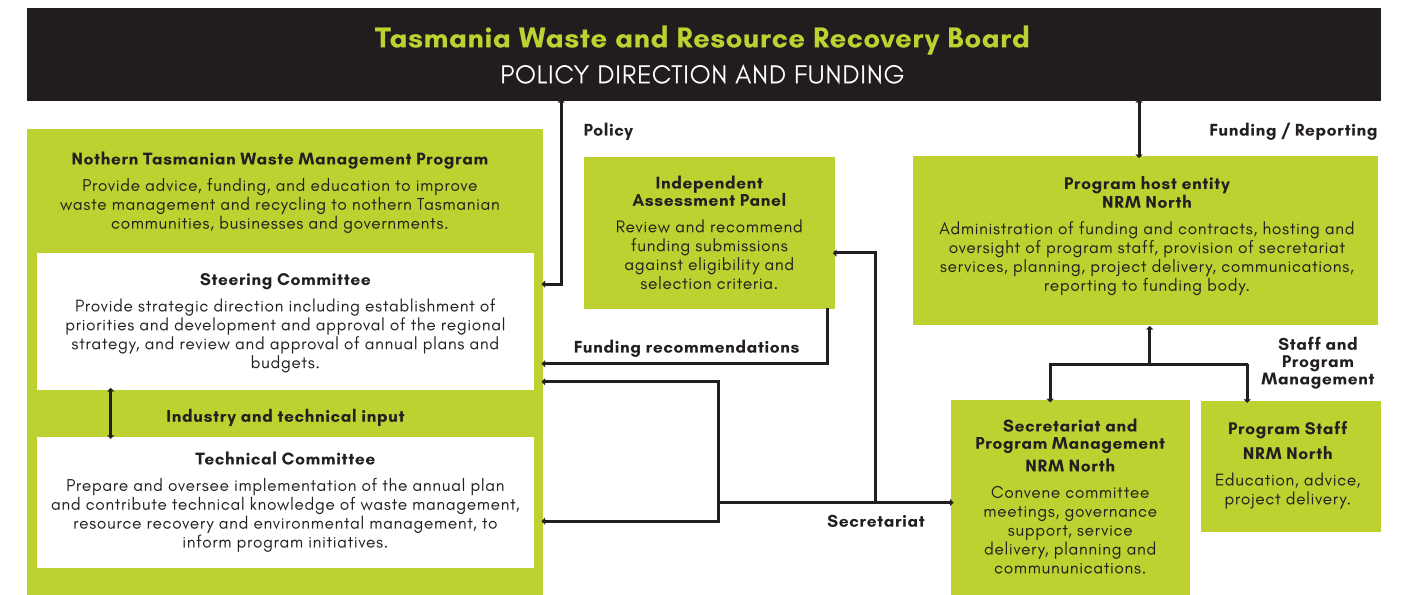 Tasmania Waste and Resource Recovery Board
POLICY DIRECTION AND FUNDING
Nothern Tasmanian Waste Management Program
Provide advice, funding, and education to improve
waste management and recycling to nothern Tasmanian
communities, businesses and governments.
Steering Committee
Provide strategic direction including establishment of
priorities and development and approval of the regional
strategy, and review and approval of annual plans and
budgets.
Industry and technical input
Technical Committee
Prepare and oversee implementation of the annual plan
and contribute technical knowledge of waste management,
resource recovery and environmental management, to
inform program initiatives.
Policy
Independent
Assessment Panel
Review and recommend
funding submissions
against eligibility and
selection criteria.
Funding recommendations
Secretariat
Funding / Reporting
Program host entity
NRM North
Administration of funding and contracts, hosting and
oversight of program staff, provision of secretariat
services, planning, project delivery, communications,
reporting to funding body.
Staff and
Program
Management
Secretariat and
Program Management
NRM North
Convene committee
meetings, governance
support, service
delivery, planning and
commununications.
Program Staff
NRM North
Education, advice,
project delivery.